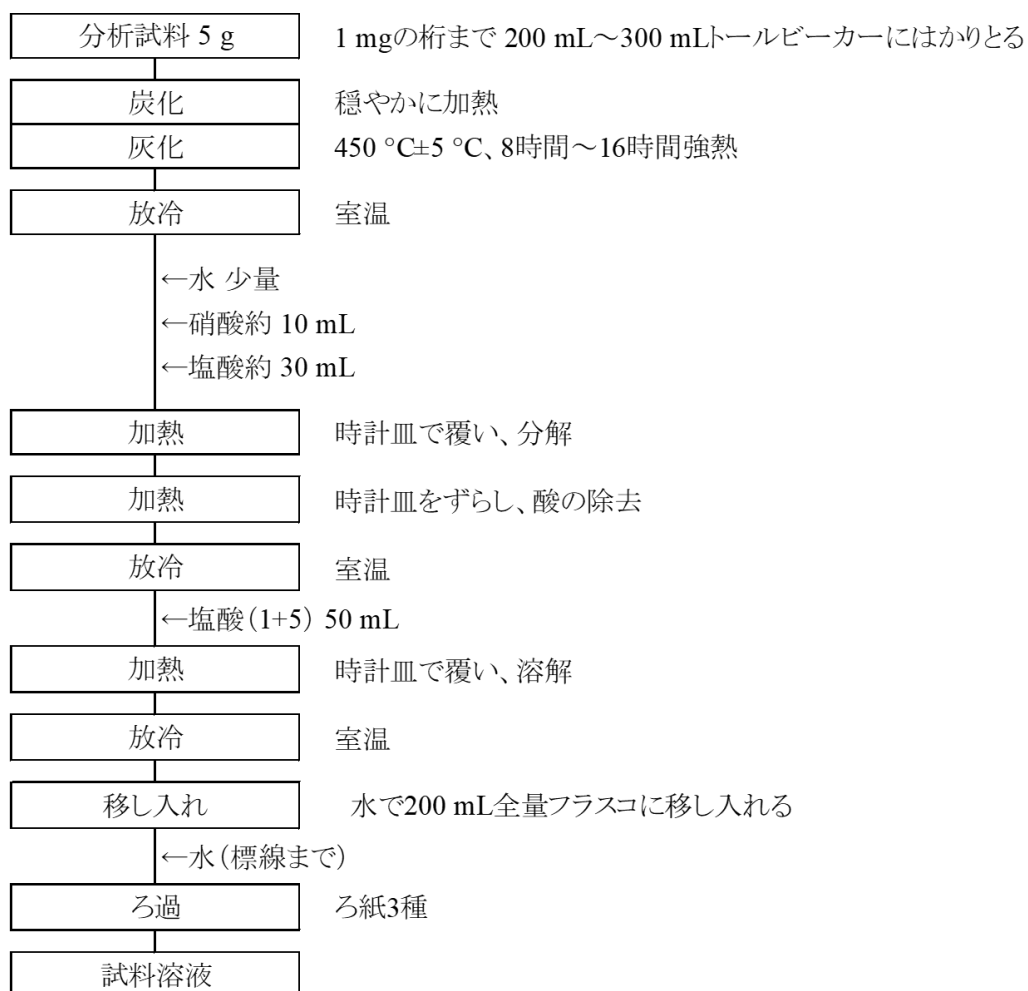 分析試料 5 g 1 mgの桁まで 200 mL～300 mLトールビーカーにはかりとる
炭化 穏やかに加熱
灰化 450 °C±5 °C、8時間～16時間強熱
放冷 室温
←水 少量
←硝酸約 10 mL
←塩酸約 30 mL
加熱 時計皿で覆い、分解
加熱 時計皿をずらし、酸の除去
放冷 室温
←塩酸（1+5） 50 mL
加熱 時計皿で覆い、溶解
放冷 室温
移し入れ 水で200 mL全量フラスコに移し入れる
←水（標線まで）
ろ過 ろ紙3種
試料溶液